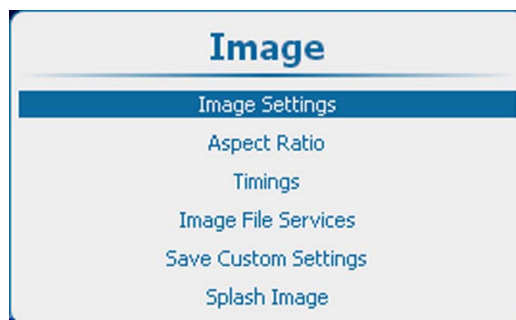 Image
Image Settings
Aspect Ratio
Timings
Image File Services
Save Custom Settings
Splash Image